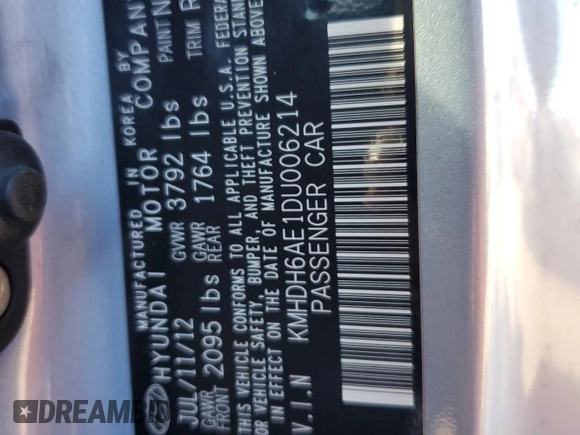 MANUFACTURED IN KOREA BY
HYUNDAI MOTOR COMPANY
JUL/11/12 GVWR 3792 lbs PAINT
GAWR FRONT 2095 lbs GAWR REAR 1764 lbs TRIM
THIS VEHICLE CONFORMS TO ALL APPLICABLE U.S.A. FEDERAL
MOTOR VEHICLE SAFETY, BUMPER, AND THEFT PREVENTION STAN
IN EFFECT ON THE DATE OF MANUFACTURE SHOWN ABOVE
V.I.N KMHDH6AE1DU006214
PASSENGER CAR
DREAMBID